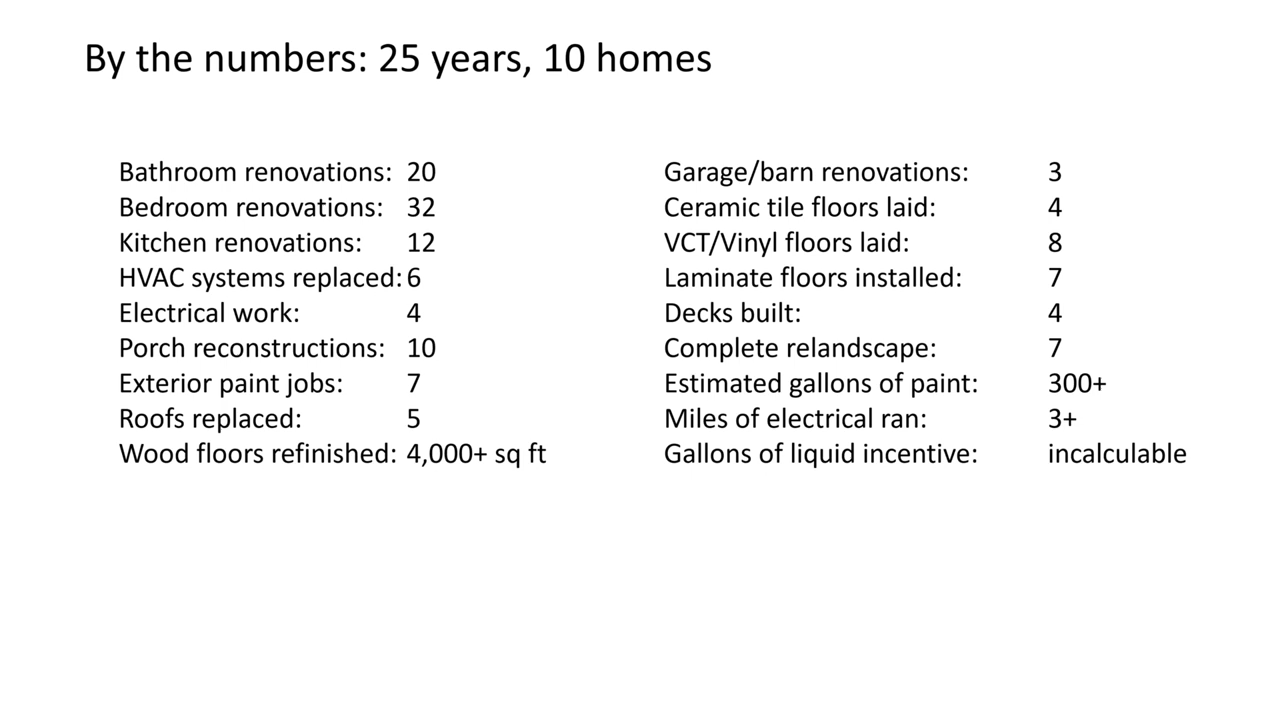 By the numbers: 25 years, 10 homes
Bathroom renovations: 20
Bedroom renovations: 32
Kitchen renovations: 12
HVAC systems replaced: 6
Electrical work: 4
Porch reconstructions: 10
Exterior paint jobs: 7
Roofs replaced: 5
Wood floors refinished: 4,000+ sq ft
Garage/barn renovations: 3
Ceramic tile floors laid: 4
VCT/Vinyl floors laid: 8
Laminate floors installed: 7
Decks built: 4
Complete relandscape: 7
Estimated gallons of paint: 300+
Miles of electrical ran: 3+
Gallons of liquid incentive: incalculable